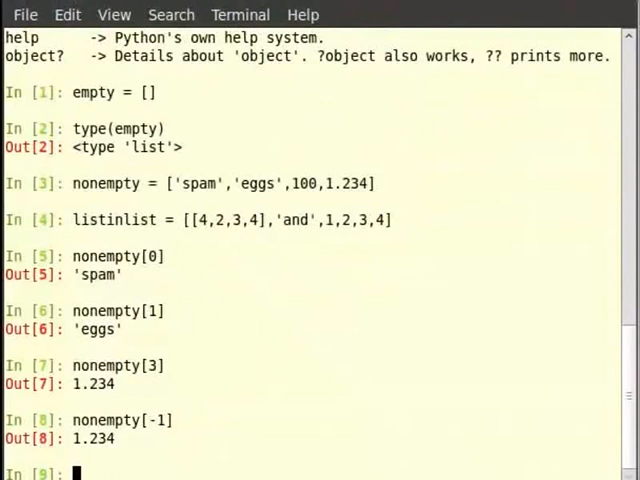 File Edit View Search Terminal Help
help -> Python's own help system.
object? -> Details about 'object'. ?object also works, ?? prints more.
In [1]: empty = []
In [2]: type(empty)
Out[2]: <type 'list'>
In [3]: nonempty = ['spam','eggs',100,1.234]
In [4]: listinlist = [[4,2,3,4],'and',1,2,3,4]
In [5]: nonempty[0]
Out[5]: 'spam'
In [6]: nonempty[1]
Out[6]: 'eggs'
In [7]: nonempty[3]
Out[7]: 1.234
In [8]: nonempty[-1]
Out[8]: 1.234
In [9]: